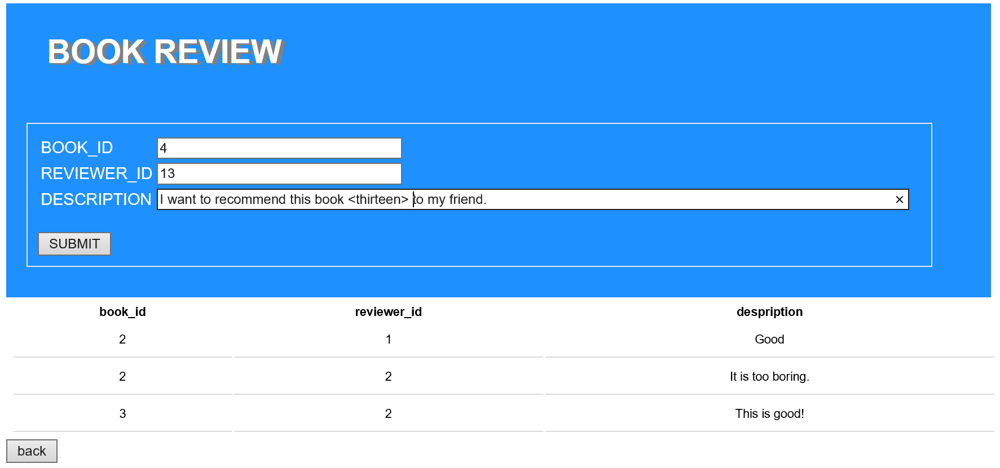 BOOK REVIEW
BOOK_ID 4
REVIEWER_ID 13
DESCRIPTION I want to recommend this book <thirteen> to my friend. ×
SUBMIT
book_id reviewer_id despription
2 1 Good
2 2 It is too boring.
3 2 This is good!
back